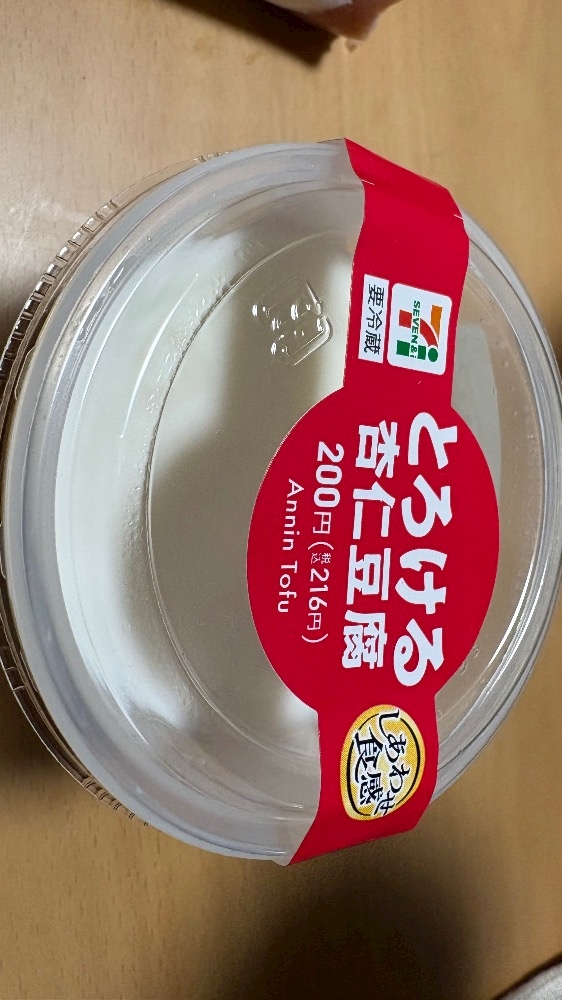 SEVEN & i
要冷蔵
とろける
杏仁豆腐
200円(税込216円)
Annin Tofu
しあわせ
食感